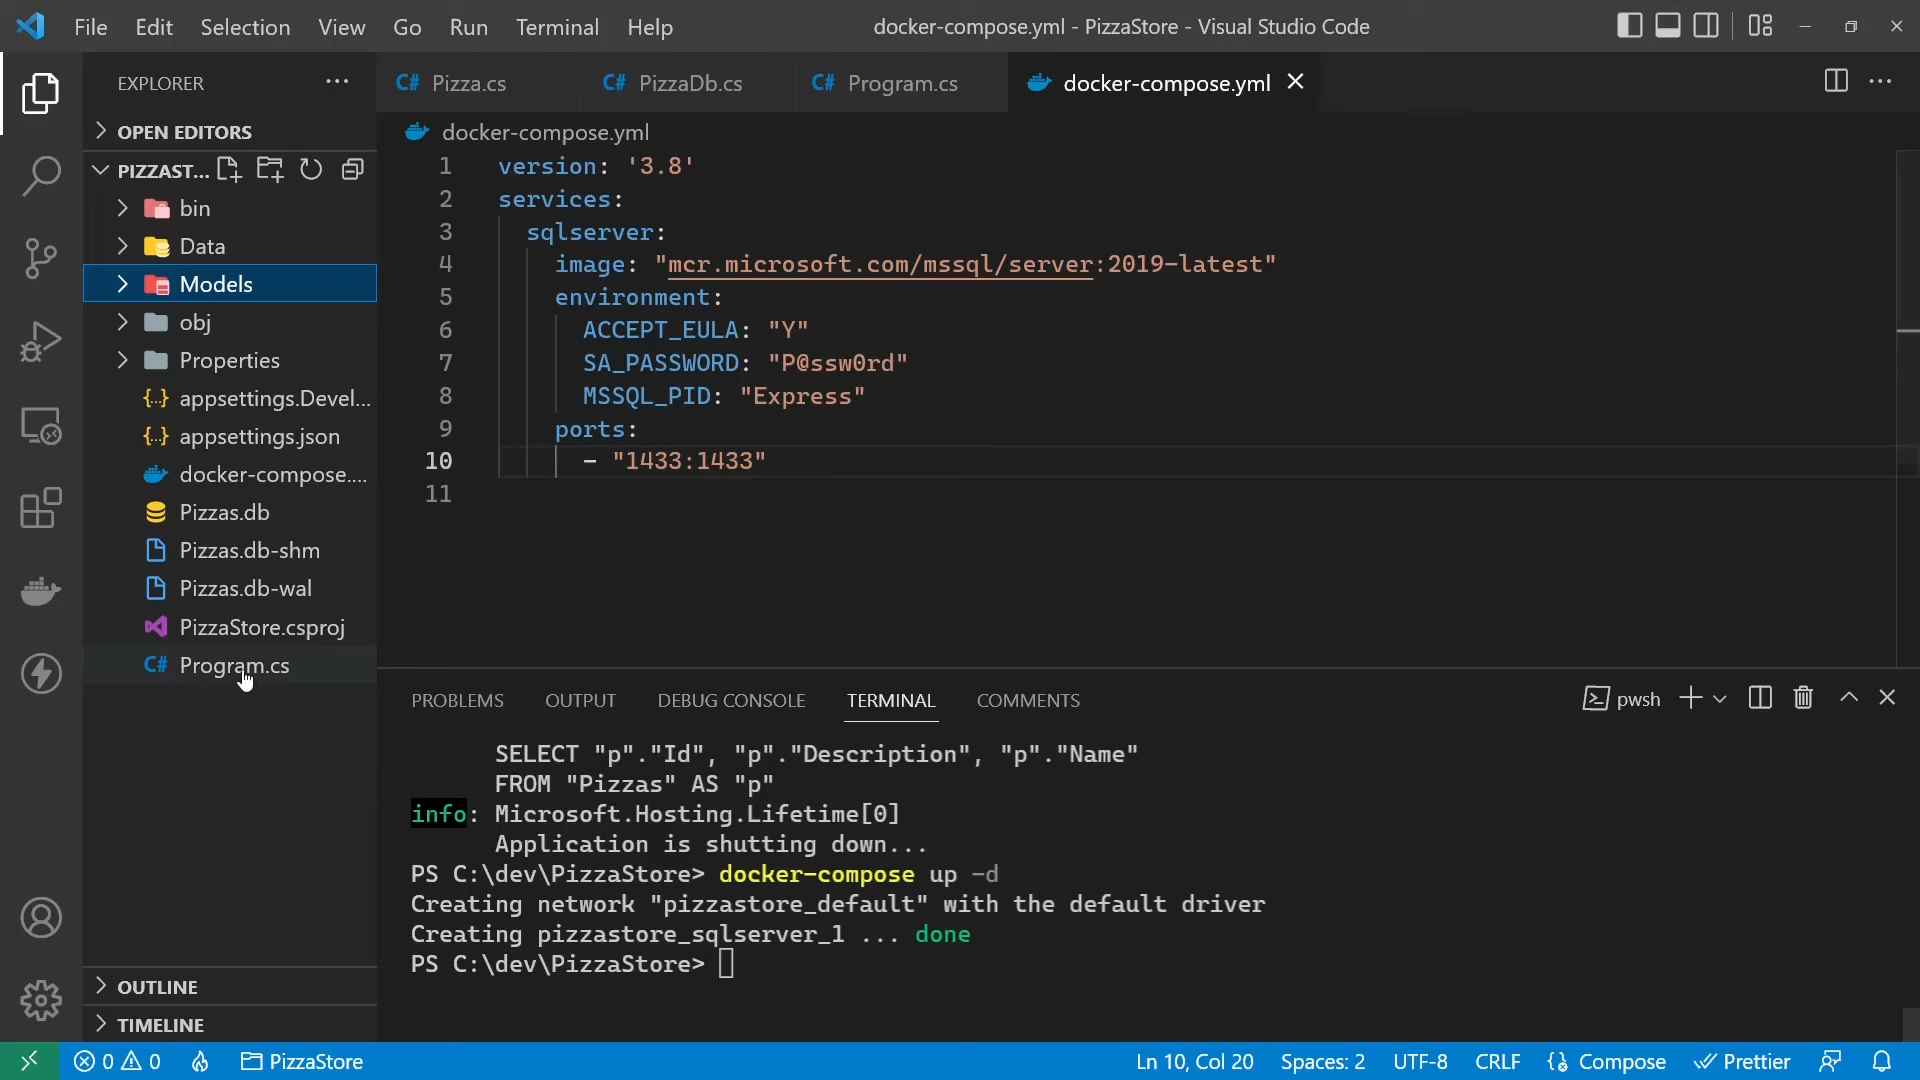 File Edit Selection View Go Run Terminal Help
docker-compose.yml - PizzaStore - Visual Studio Code
EXPLORER
OPEN EDITORS
PIZZAST...
bin
Data
Models
obj
Properties
{..} appsettings.Devel...
{..} appsettings.json
docker-compose....
Pizzas.db
Pizzas.db-shm
Pizzas.db-wal
PizzaStore.csproj
C# Program.cs
OUTLINE
TIMELINE
C# Pizza.cs C# PizzaDb.cs C# Program.cs docker-compose.yml
docker-compose.yml
1 version: '3.8'
2 services:
3 sqlserver:
4 image: "mcr.microsoft.com/mssql/server:2019-latest"
5 environment:
6 ACCEPT_EULA: "Y"
7 SA_PASSWORD: "P@ssw0rd"
8 MSSQL_PID: "Express"
9 ports:
10 - "1433:1433"
11
PROBLEMS OUTPUT DEBUG CONSOLE TERMINAL COMMENTS
pwsh
SELECT "p"."Id", "p"."Description", "p"."Name"
FROM "Pizzas" AS "p"
info: Microsoft.Hosting.Lifetime[0]
Application is shutting down...
PS C:\dev\PizzaStore> docker-compose up -d
Creating network "pizzastore_default" with the default driver
Creating pizzastore_sqlserver_1 ... done
PS C:\dev\PizzaStore>
0 0 PizzaStore Ln 10, Col 20 Spaces: 2 UTF-8 CRLF Compose Prettier